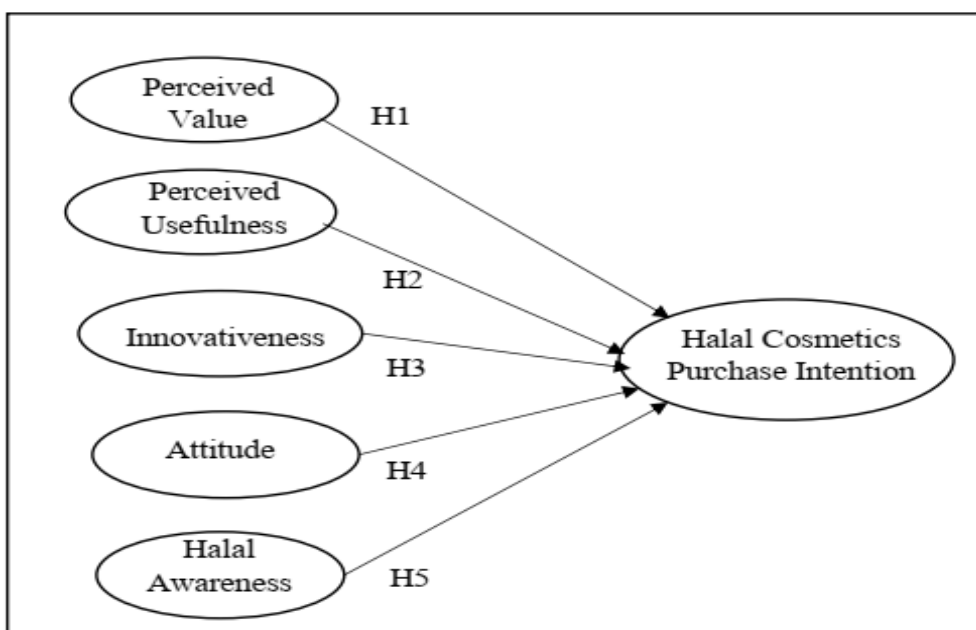 Perceived
Value
H1
Perceived
Usefulness
H2
Innovativeness
H3
Attitude
H4
Halal
Awareness
H5
Halal Cosmetics
Purchase Intention